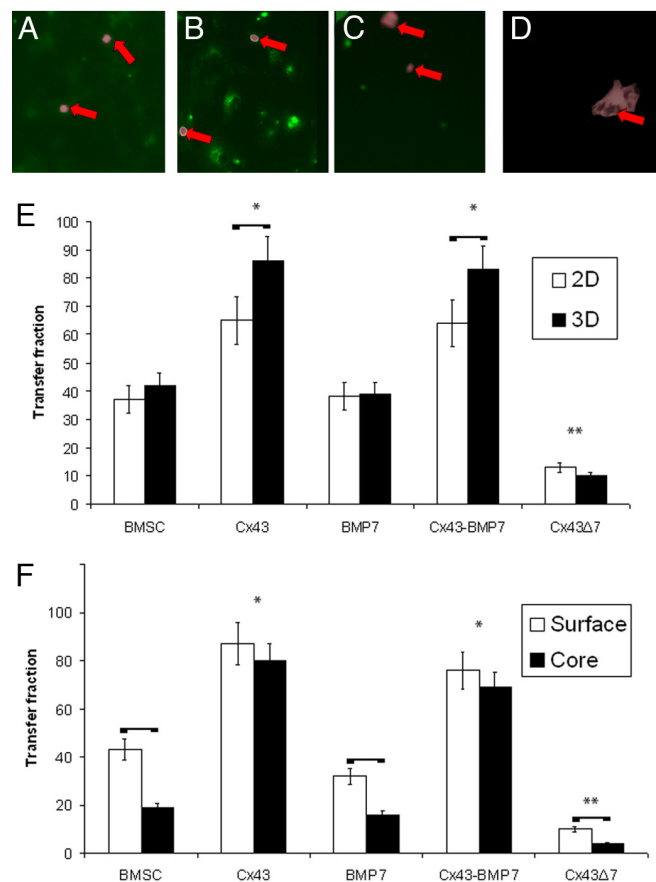 A
B
C
D
E
100
90
80
70
60
50
40
30
20
10
0
Transfer fraction
*
*
**
2D
3D
BMSC Cx43 BMP7 Cx43-BMP7 Cx43Δ7
F
100
80
60
40
20
0
Transfer fraction
*
*
**
Surface
Core
BMSC Cx43 BMP7 Cx43-BMP7 Cx43Δ7